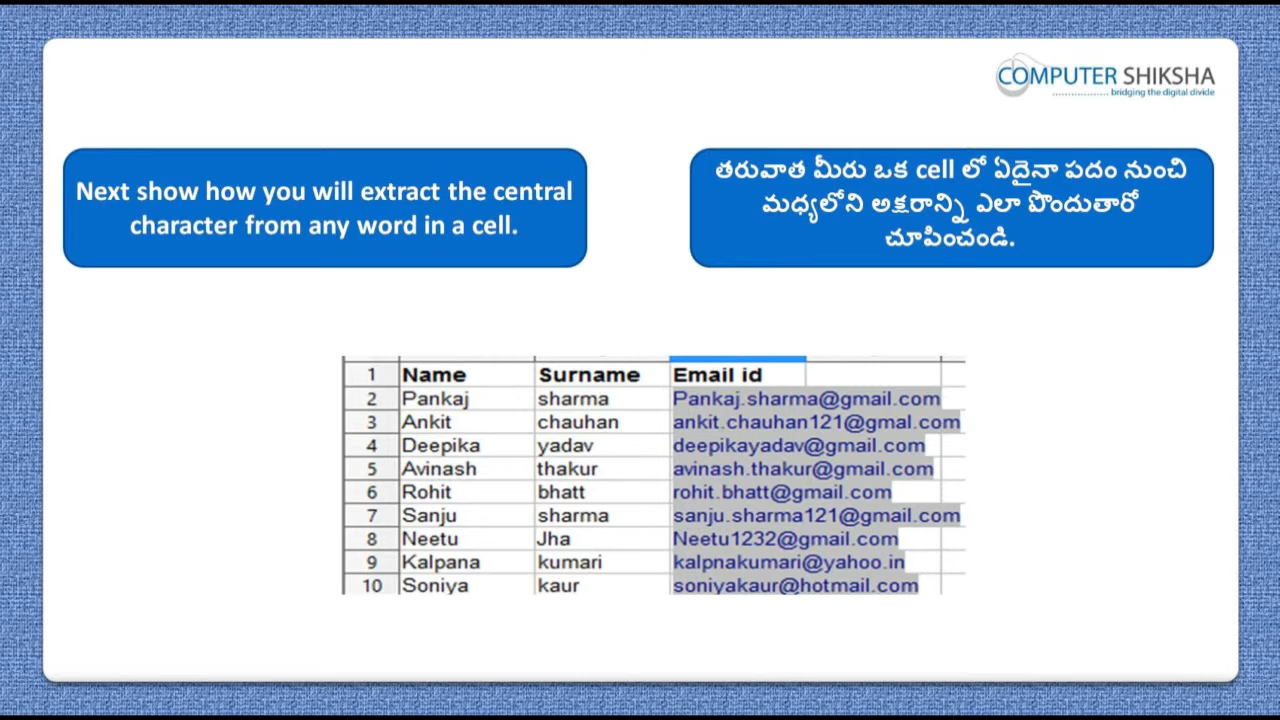 COMPUTER SHIKSHA
bridging the digital divide
Next show how you will extract the central
character from any word in a cell.
తరువాత మీరు ఒక cell లో ఏదైనా పదం నుంచి
మధ్యలోని అక్షరాన్ని ఎలా పొందుతారో
చూపించండి.
1 Name Surname Email id
2 Pankaj sharma Pankaj.sharma@gmail.com
3 Ankit chauhan ankit.chauhan121@gmal.com
4 Deepika yadav deepikayadav@gmail.com
5 Avinash thakur avinash.thakur@gmail.com
6 Rohit bhatt rohit.bhatt@gmail.com
7 Sanju sharma sanju.sharma121@gmail.com
8 Neetu Jha Neetu1232@gmail.com
9 Kalpana kumari kalpnakumari@yahoo.in
10 Soniya kaur soniyakaur@hotmail.com